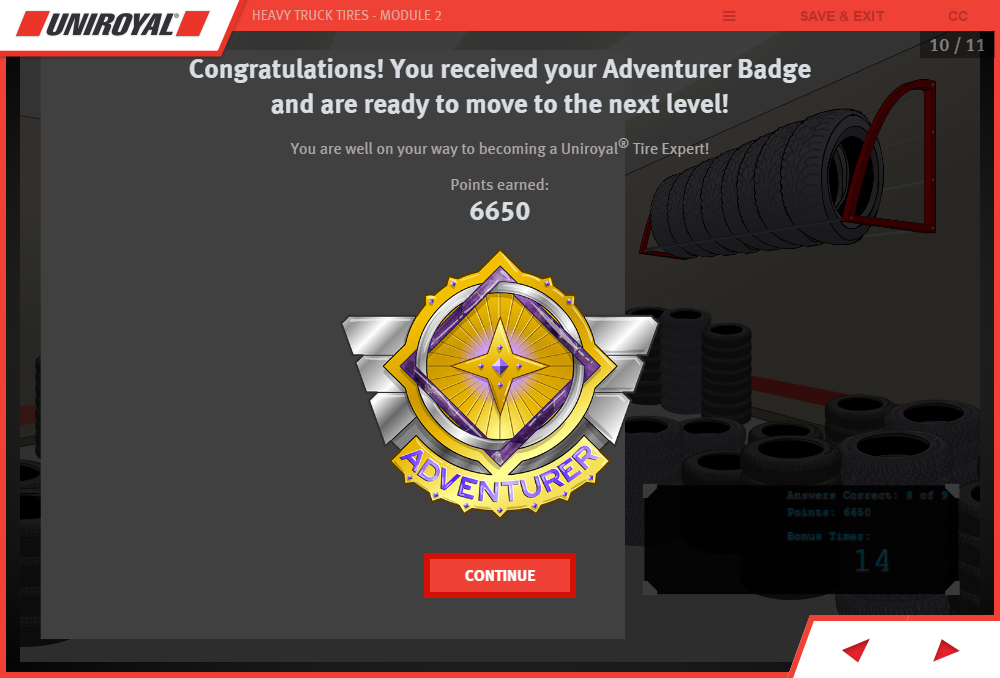 UNIROYAL®
HEAVY TRUCK TIRES - MODULE 2
SAVE & EXIT
CC
10 / 11
Congratulations! You received your Adventurer Badge
and are ready to move to the next level!
You are well on your way to becoming a Uniroyal® Tire Expert!
Points earned:
6650
ADVENTURER
Answers Correct: 8 of 9
Points: 6650
Bonus Timer:
14
CONTINUE